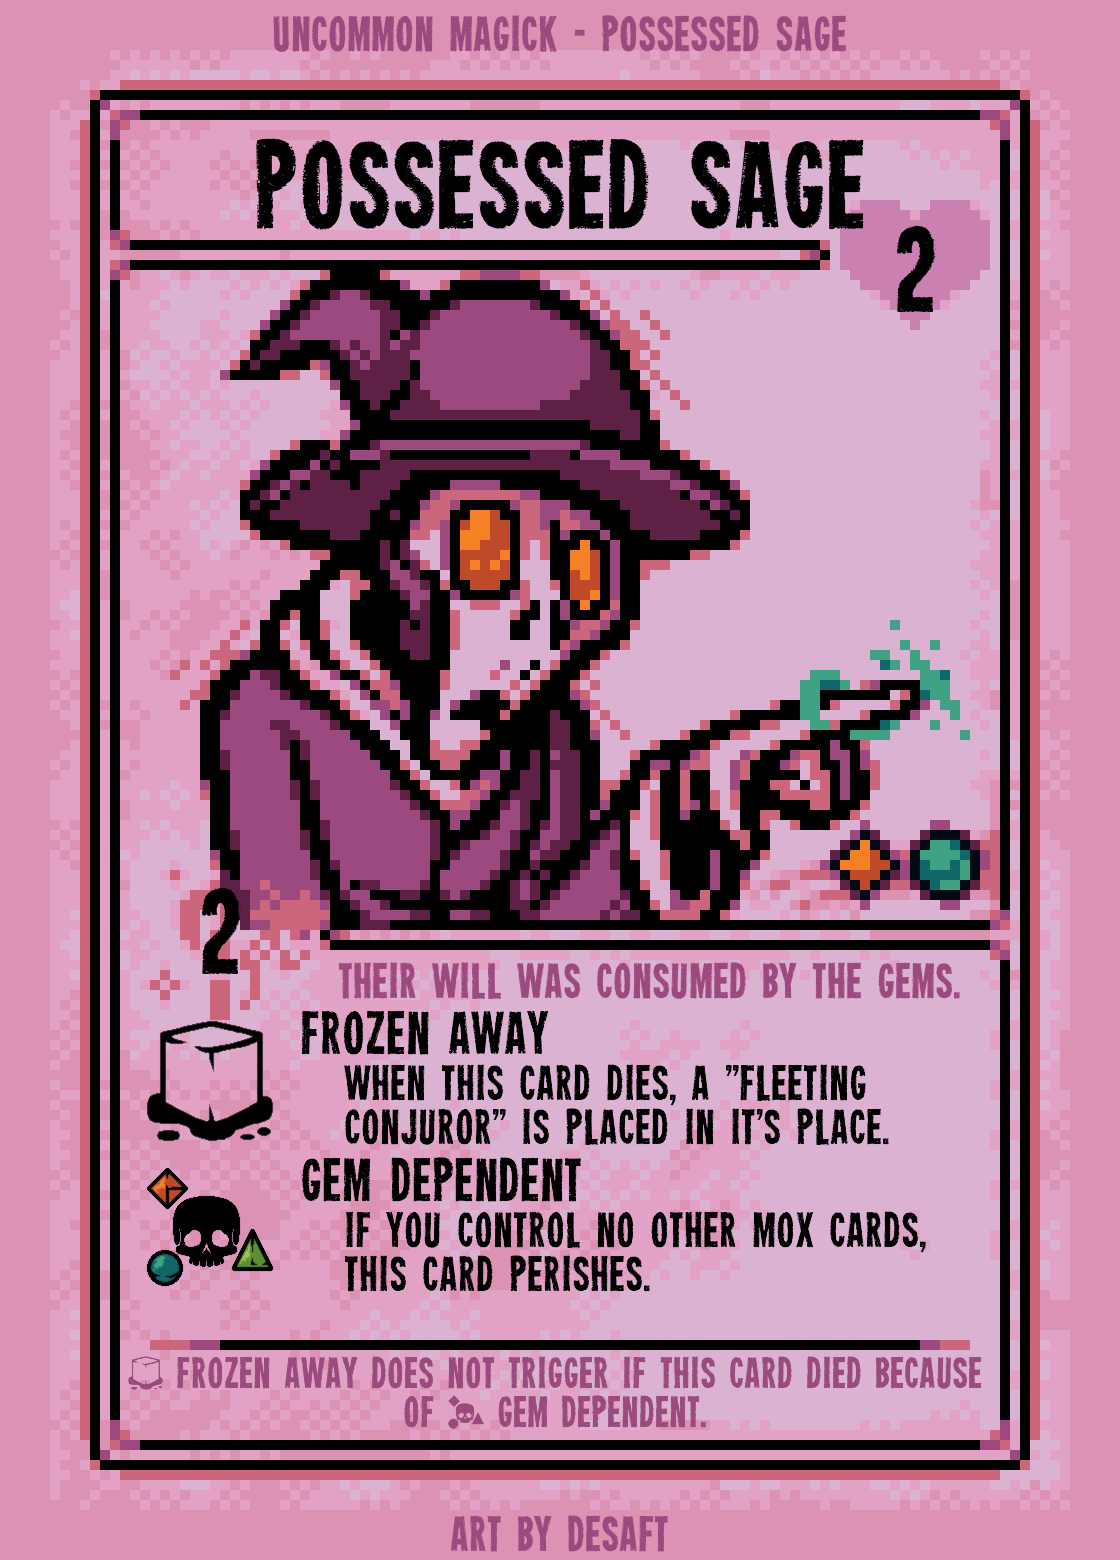 UNCOMMON MAGICK - POSSESSED SAGE
POSSESSED SAGE
2
2
THEIR WILL WAS CONSUMED BY THE GEMS.
FROZEN AWAY
WHEN THIS CARD DIES, A "FLEETING
CONJUROR" IS PLACED IN IT'S PLACE.
GEM DEPENDENT
IF YOU CONTROL NO OTHER MOX CARDS,
THIS CARD PERISHES.
FROZEN AWAY DOES NOT TRIGGER IF THIS CARD DIED BECAUSE
OF GEM DEPENDENT.
ART BY DESAFT